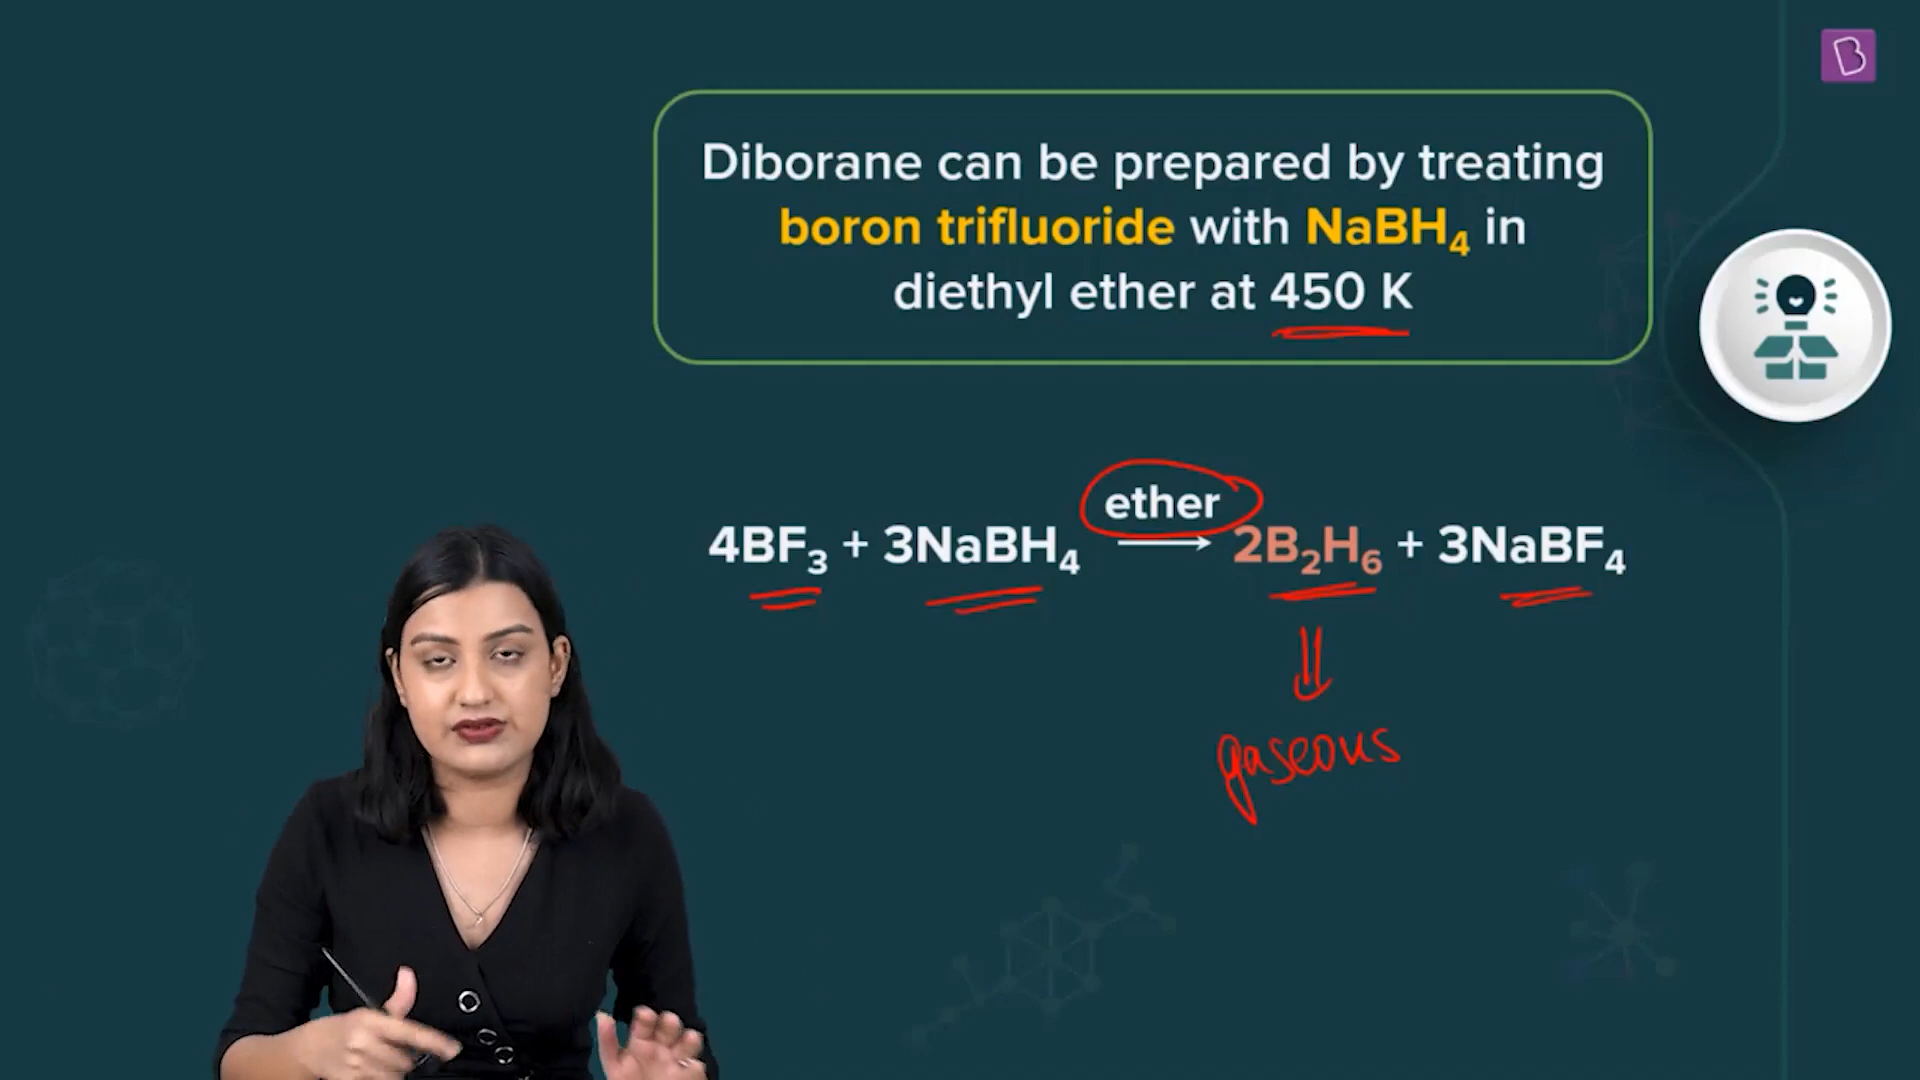 Diborane can be prepared by treating
boron trifluoride with NaBH₄ in
diethyl ether at 450 K
ether
4BF₃ + 3NaBH₄ → 2B₂H₆ + 3NaBF₄
gaseous